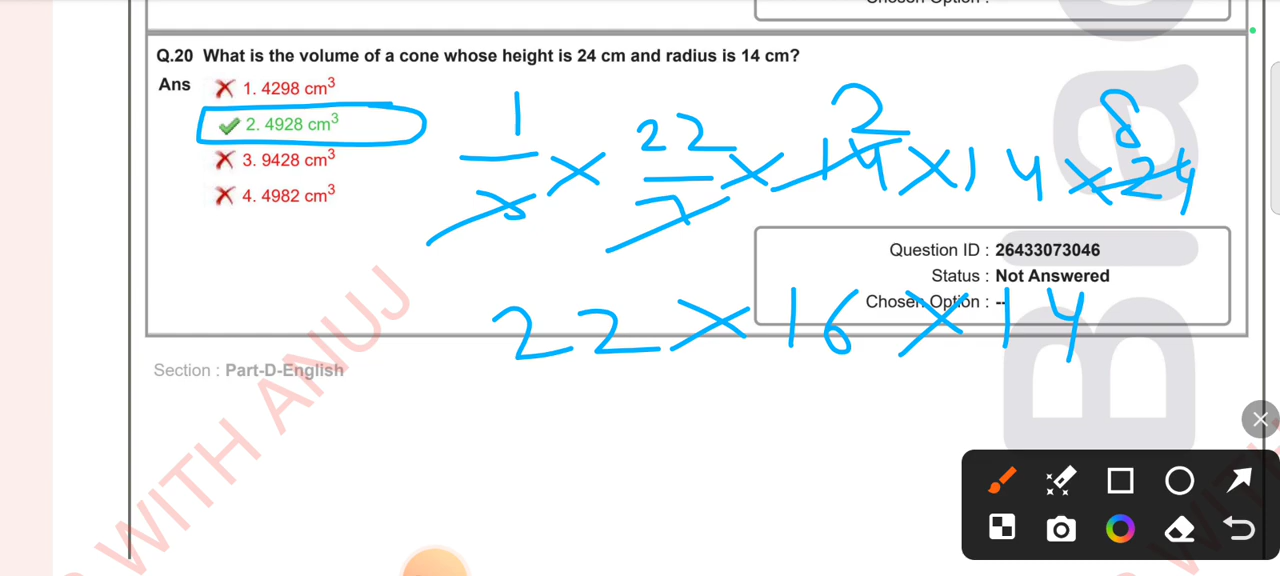 Chosen Option :
Q.20 What is the volume of a cone whose height is 24 cm and radius is 14 cm?
Ans
1. 4298 cm³
2. 4928 cm³
3. 9428 cm³
4. 4982 cm³
1/3 × 22/7 × 14 × 14 × 24
2
8
Question ID : 26433073046
Status : Not Answered
Chosen Option : --
22 × 16 × 14
Section : Part-D-English
WITH ANUJ